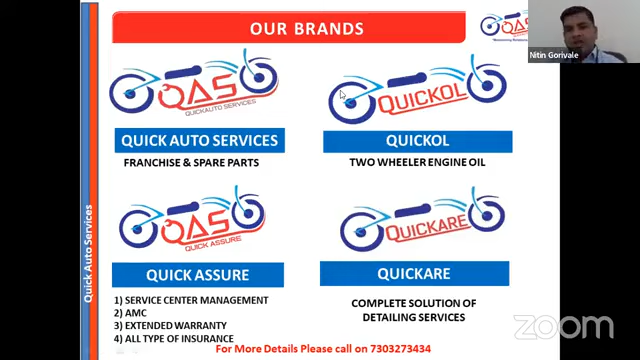 OUR BRANDS
QAS
Nitin Gorivale
QAS
QUICKAUTO SERVICES
QUICKOL
QUICK AUTO SERVICES
FRANCHISE & SPARE PARTS
QUICKOL
TWO WHEELER ENGINE OIL
QAS
QUICK ASSURE
QUICKARE
QUICK ASSURE
1) SERVICE CENTER MANAGEMENT
2) AMC
3) EXTENDED WARRANTY
4) ALL TYPE OF INSURANCE
QUICKARE
COMPLETE SOLUTION OF
DETAILING SERVICES
For More Details Please call on 7303273434
Quick Auto Services
zoom